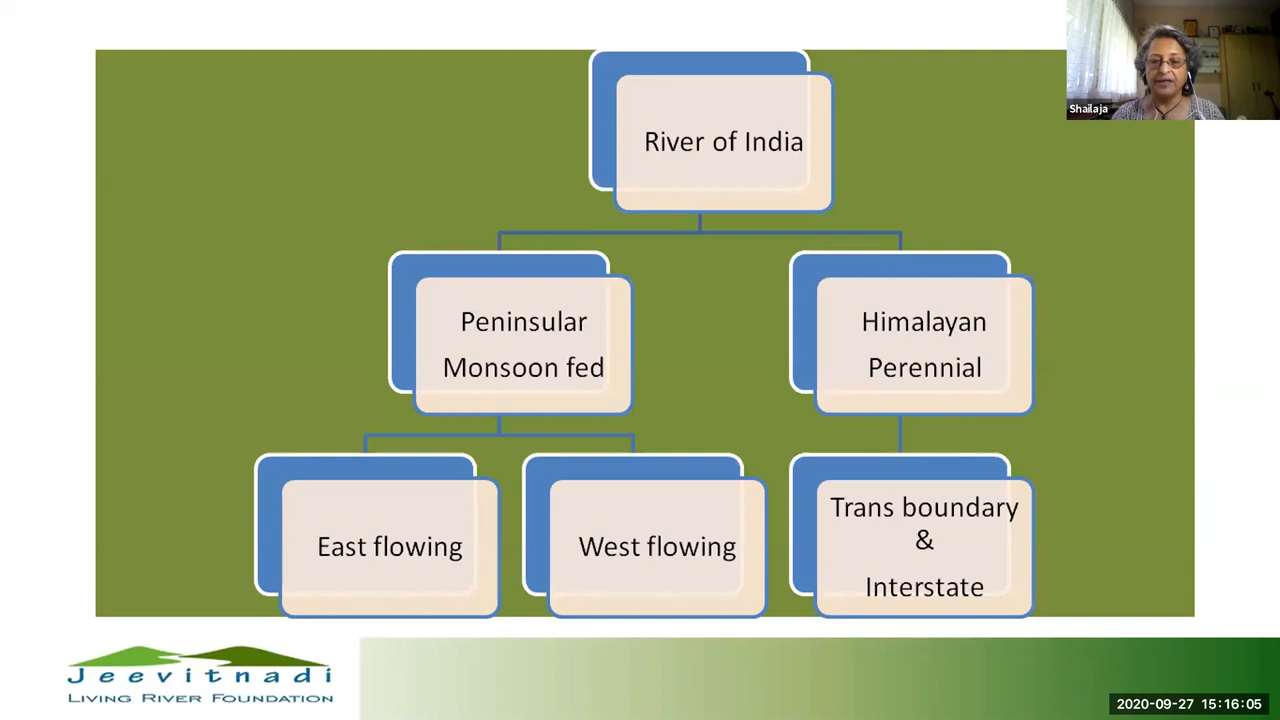 Shailaja
River of India
Peninsular
Monsoon fed
Himalayan
Perennial
East flowing
West flowing
Trans boundary
&
Interstate
Jeevitnadi
LIVING RIVER FOUNDATION
2020-09-27 15:16:05